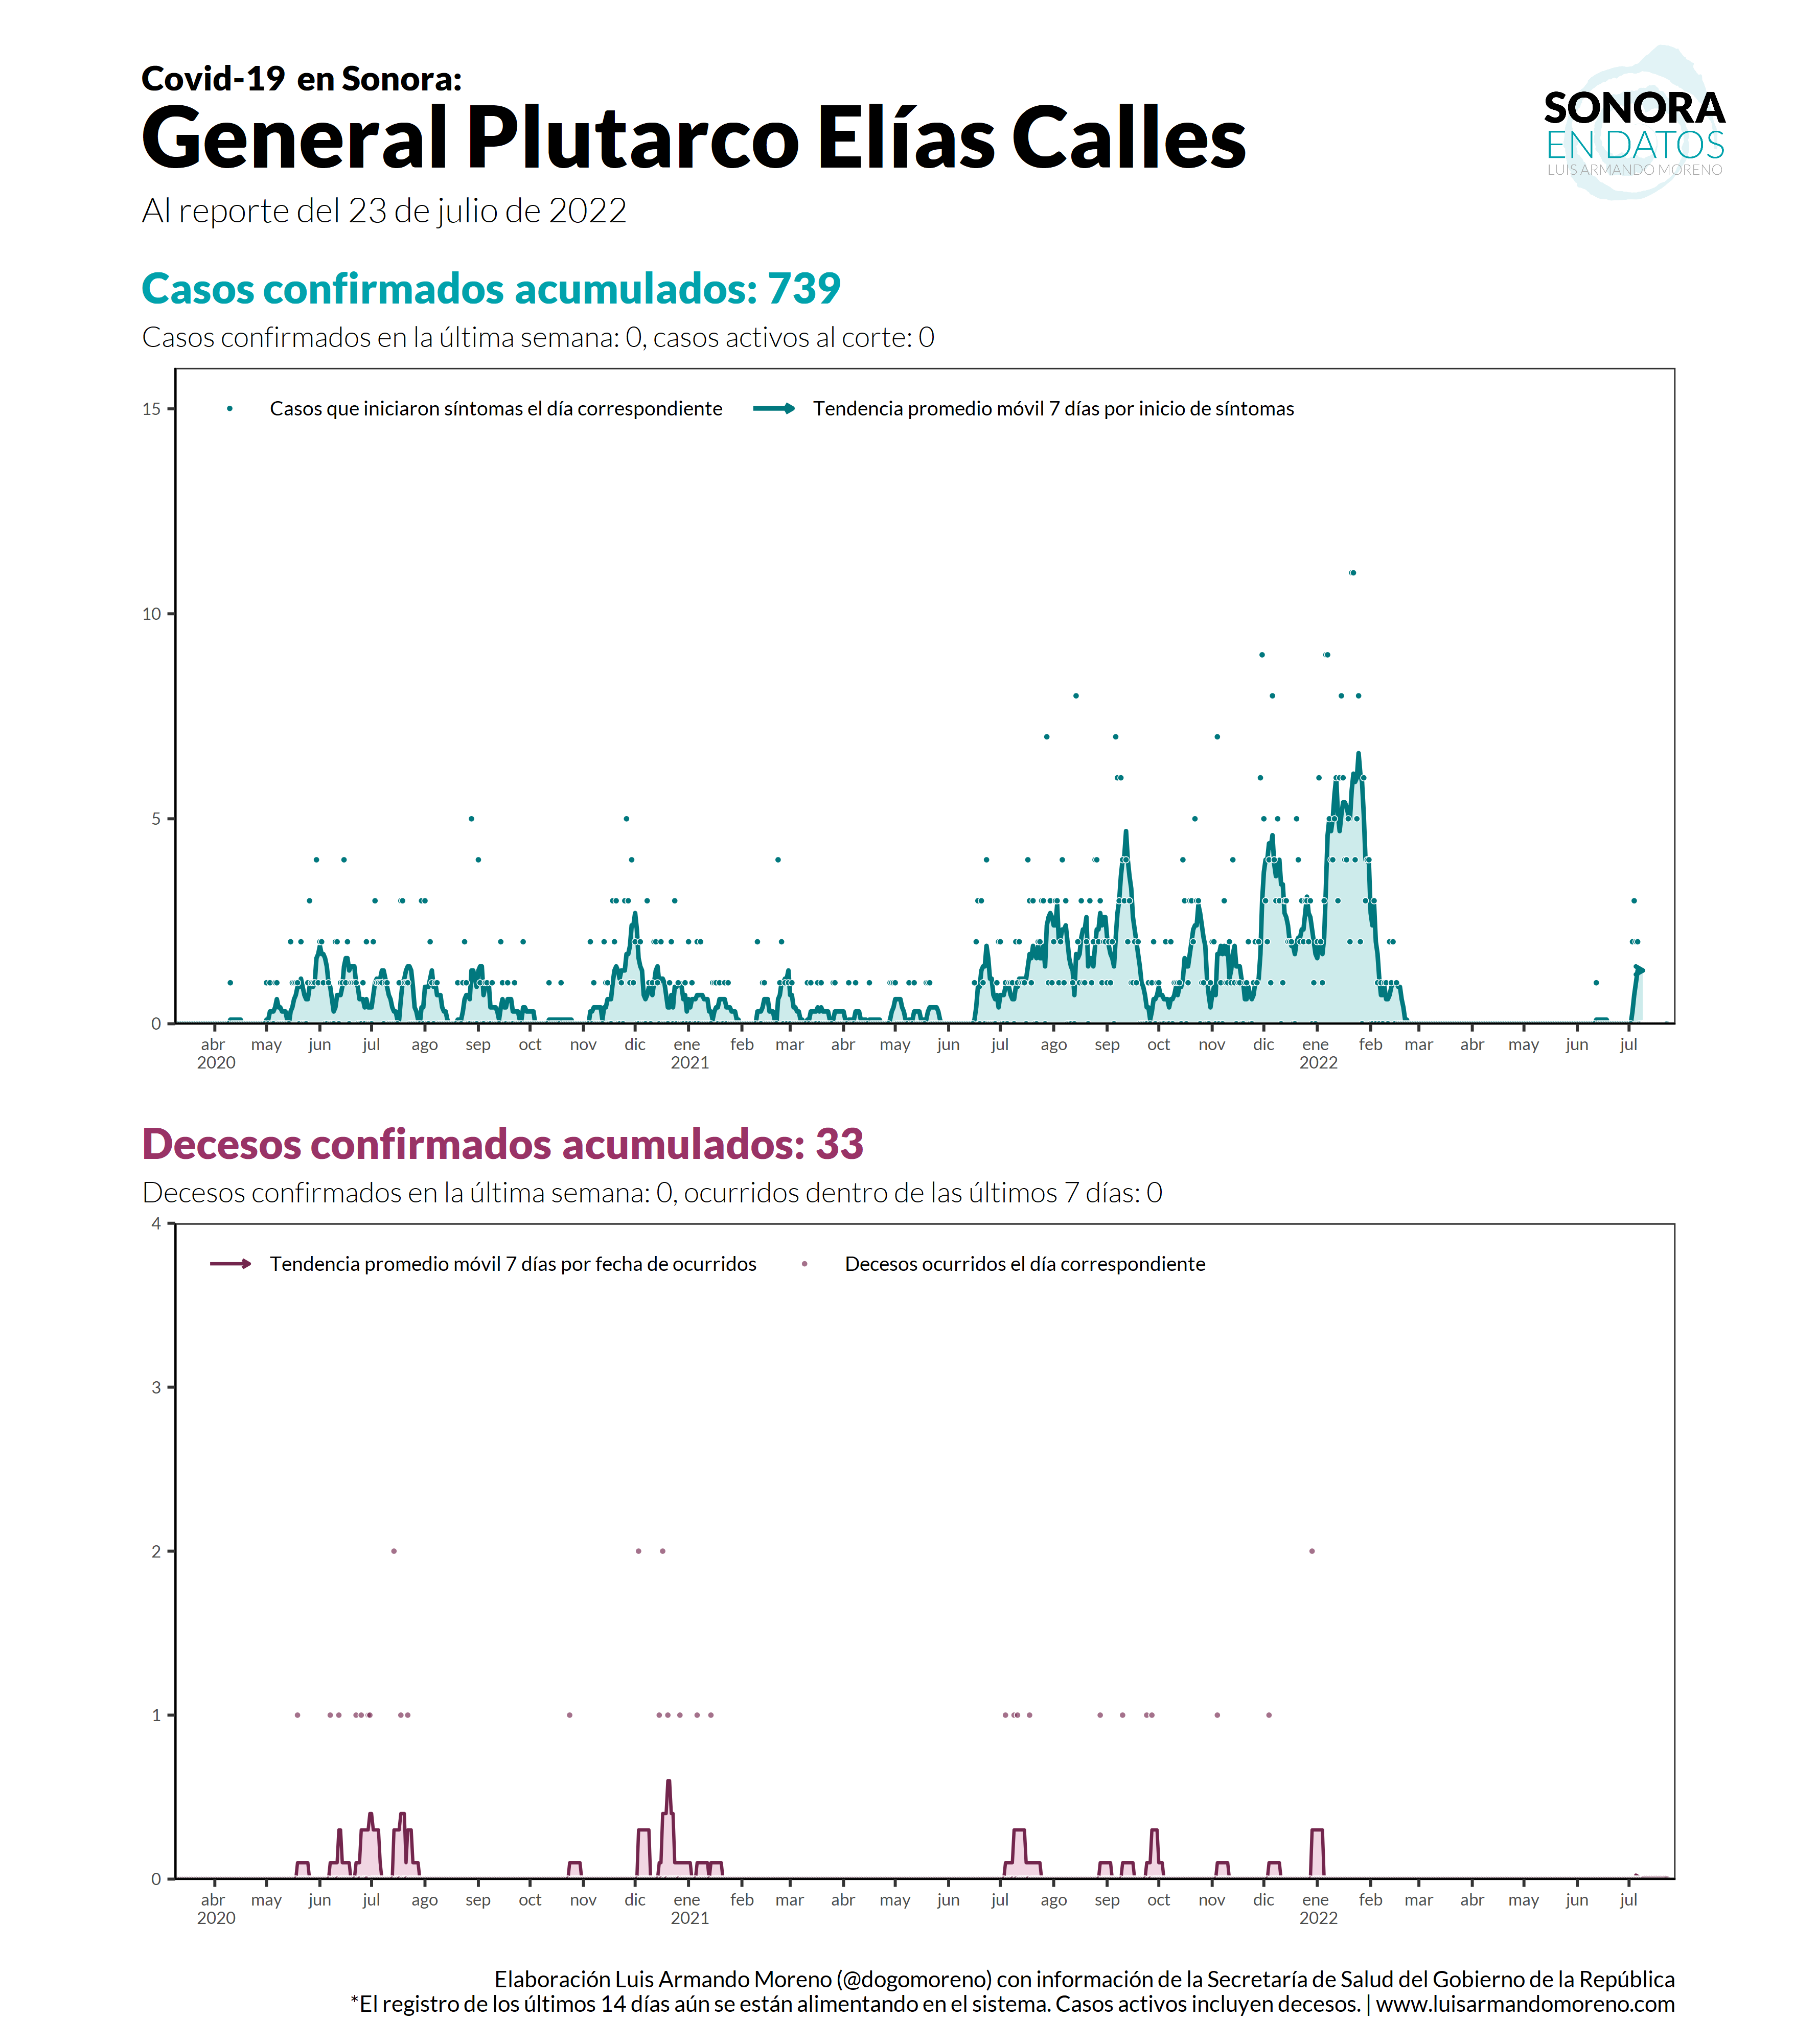 Covid-19 en Sonora:
General Plutarco Elías Calles
Al reporte del 23 de julio de 2022
SONORA
EN DATOS
LUIS ARMANDO MORENO
Casos confirmados acumulados: 739
Casos confirmados en la última semana: 0, casos activos al corte: 0
Casos que iniciaron síntomas el día correspondiente
Tendencia promedio móvil 7 días por inicio de síntomas
15
10
5
0
abr may jun jul ago sep oct nov dic ene feb mar abr may jun jul ago sep oct nov dic ene feb mar abr may jun jul
2020 2021 2022
Decesos confirmados acumulados: 33
Decesos confirmados en la última semana: 0, ocurridos dentro de las últimos 7 días: 0
4
Tendencia promedio móvil 7 días por fecha de ocurridos
Decesos ocurridos el día correspondiente
3
2
1
0
abr may jun jul ago sep oct nov dic ene feb mar abr may jun jul ago sep oct nov dic ene feb mar abr may jun jul
2020 2021 2022
Elaboración Luis Armando Moreno (@dogomoreno) con información de la Secretaría de Salud del Gobierno de la República
*El registro de los últimos 14 días aún se están alimentando en el sistema. Casos activos incluyen decesos. | www.luisarmandomoreno.com